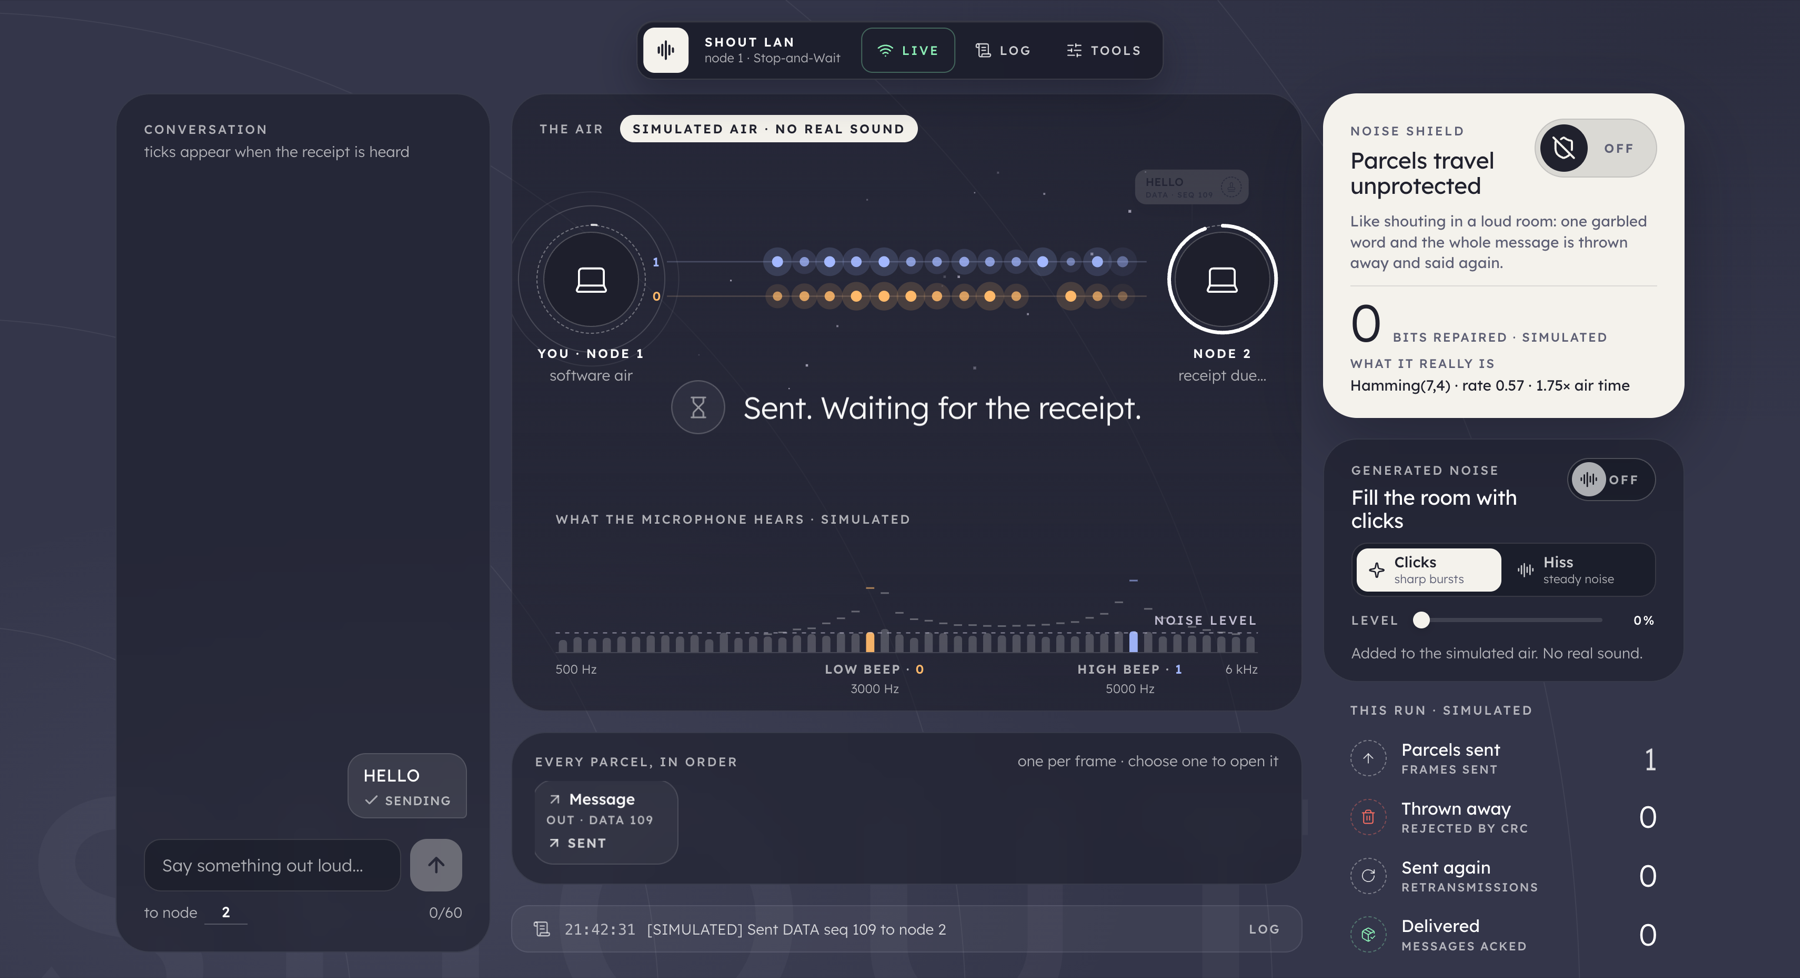 SHOUT LAN
node 1 · Stop-and-Wait
LIVE
LOG
TOOLS
CONVERSATION
ticks appear when the receipt is heard
HELLO
SENDING
Say something out loud...
to node 2
0/60
THE AIR
SIMULATED AIR · NO REAL SOUND
HELLO
DATA · SEQ 109
1
0
YOU · NODE 1
software air
NODE 2
receipt due...
Sent. Waiting for the receipt.
WHAT THE MICROPHONE HEARS · SIMULATED
NOISE LEVEL
500 Hz
LOW BEEP · 0
3000 Hz
HIGH BEEP · 1
5000 Hz
6 kHz
EVERY PARCEL, IN ORDER
one per frame · choose one to open it
Message
OUT · DATA 109
SENT
21:42:31 [SIMULATED] Sent DATA seq 109 to node 2
LOG
NOISE SHIELD
OFF
Parcels travel
unprotected
Like shouting in a loud room: one garbled
word and the whole message is thrown
away and said again.
0 BITS REPAIRED · SIMULATED
WHAT IT REALLY IS
Hamming(7,4) · rate 0.57 · 1.75× air time
GENERATED NOISE
OFF
Fill the room with
clicks
Clicks
sharp bursts
Hiss
steady noise
LEVEL
0%
Added to the simulated air. No real sound.
THIS RUN · SIMULATED
Parcels sent
FRAMES SENT
1
Thrown away
REJECTED BY CRC
0
Sent again
RETRANSMISSIONS
0
Delivered
MESSAGES ACKED
0